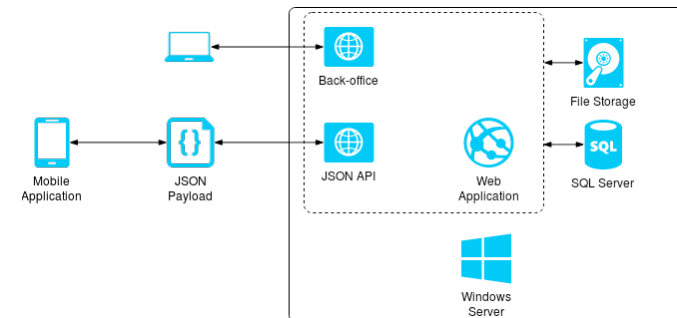 Back-office
File Storage
{}
SQL
Mobile
Application
JSON
Payload
JSON API
Web
Application
SQL Server
Windows
Server